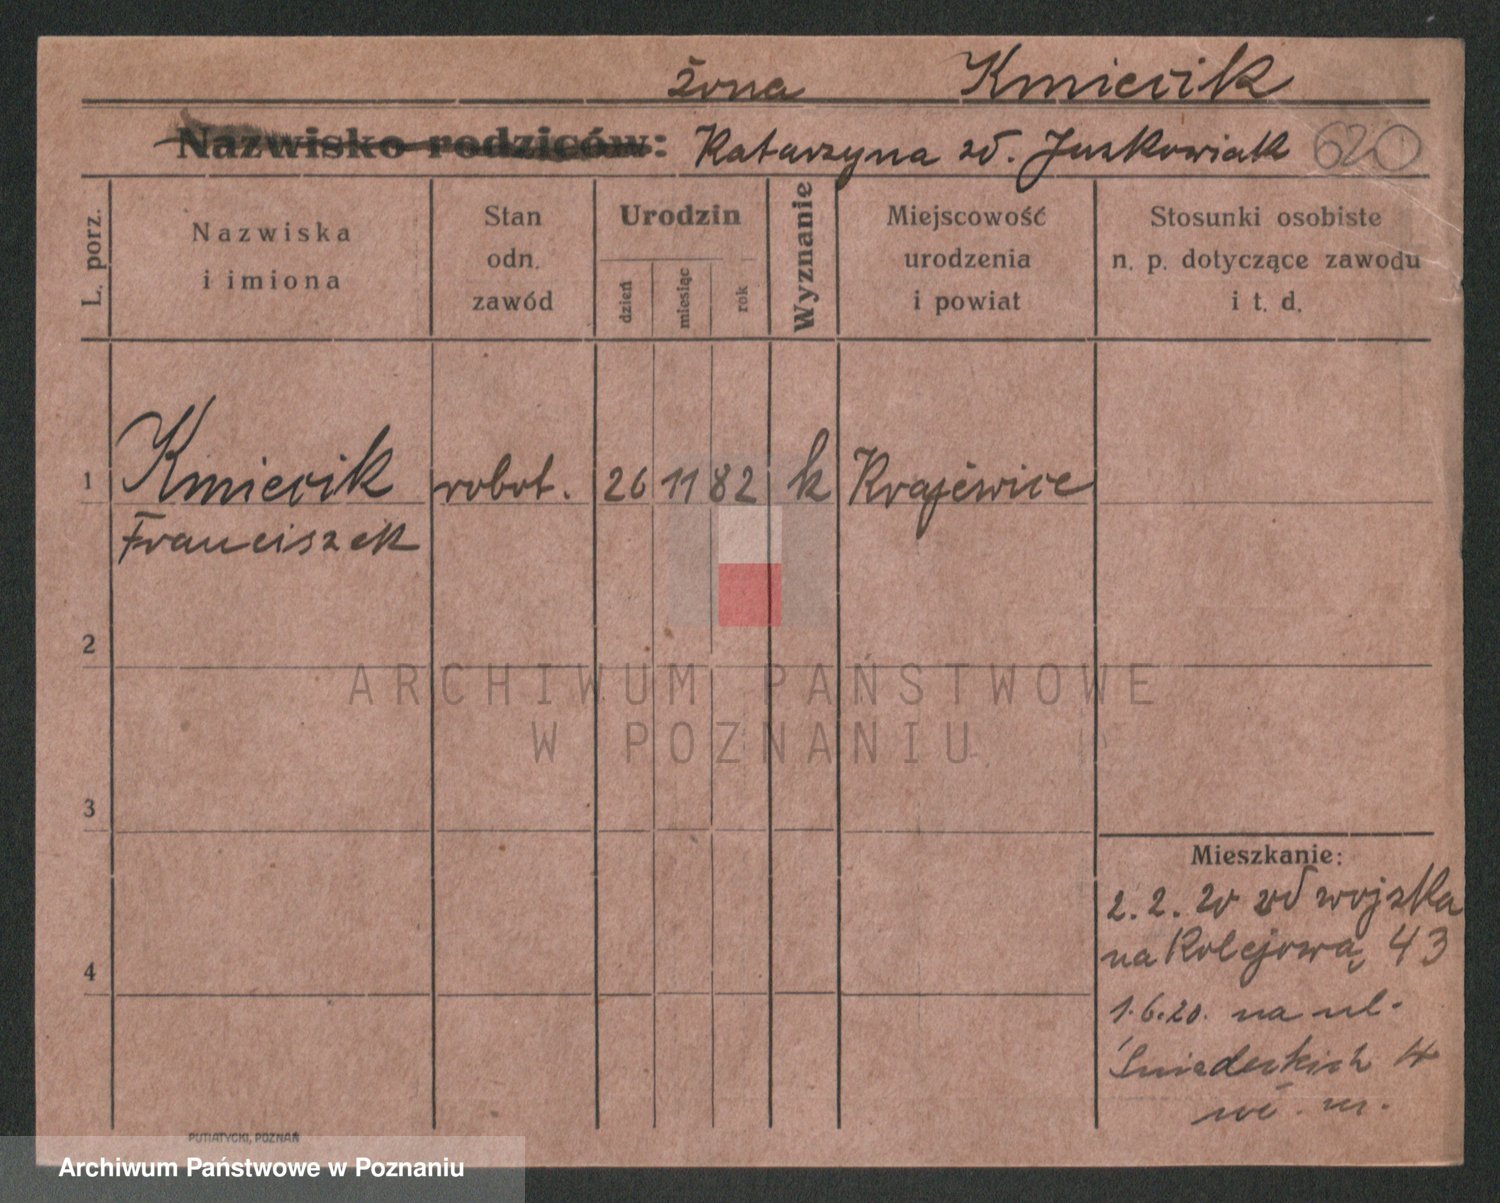 żona Kmiecik
Nazwisko rodziców: Katarzyna zd. Juskowiak 620
L. porz.
Nazwiska
i imiona
Stan
odn.
zawód
Urodzin
dzień
miesiąc
rok
Wyznanie
Miejscowość
urodzenia
i powiat
Stosunki osobiste
n. p. dotyczące zawodu
i t. d.
1 Kmiecik robot. 26 11 82 k Krajewice
Franciszek
2
ARCHIWUM PAŃSTWOWE
W POZNANIU
3
Mieszkanie:
2. 2. 20 od wojska
na Kolejową 43
4
1.6.20. na ul.
Śniadeckich 4
m.
PUTIATYCKI, POZNAŃ
Archiwum Państwowe w Poznaniu